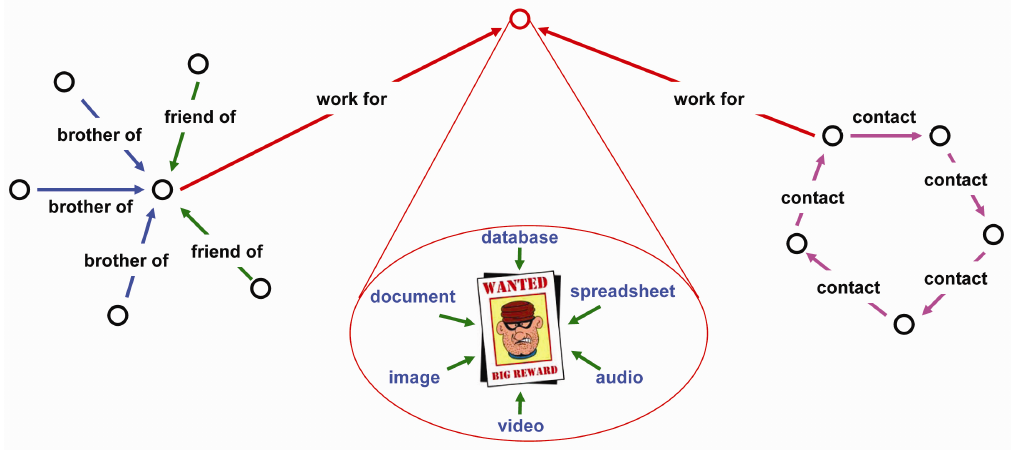 work for
work for
friend of
brother of
brother of
brother of
friend of
contact
contact
contact
contact
contact
database
document
spreadsheet
WANTED
BIG REWARD
image
audio
video